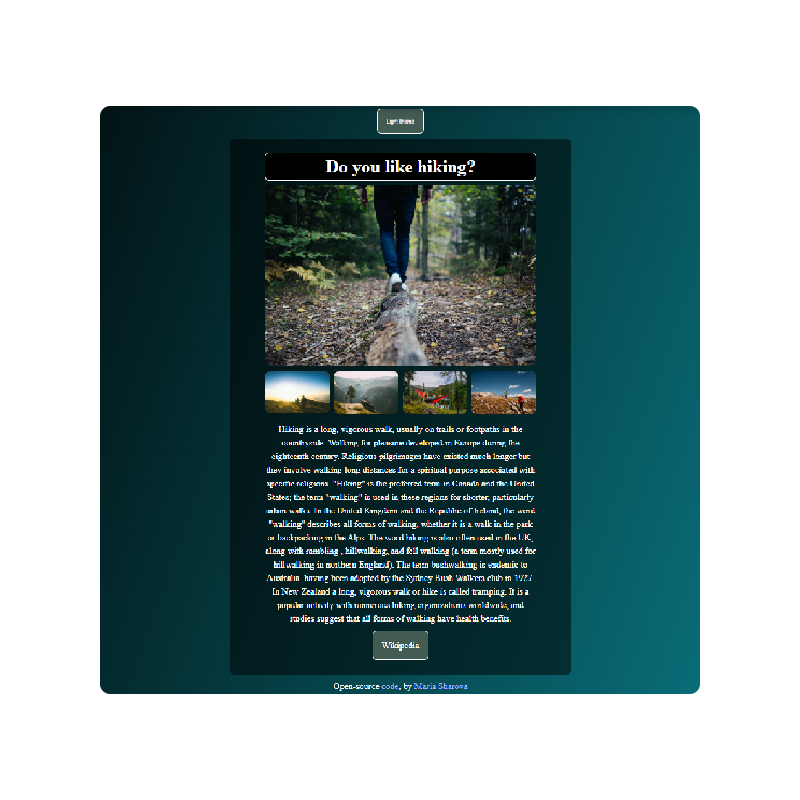 Light theme
Do you like hiking?
Hiking is a long, vigorous walk, usually on trails or footpaths in the
countryside. Walking for pleasure developed in Europe during the
eighteenth century. Religious pilgrimages have existed much longer but
they involve walking long distances for a spiritual purpose associated with
specific religions. "Hiking" is the preferred term in Canada and the United
States; the term "walking" is used in these regions for shorter, particularly
urban walks. In the United Kingdom and the Republic of Ireland, the word
"walking" describes all forms of walking, whether it is a walk in the park
or backpacking in the Alps. The word hiking is also often used in the UK,
along with rambling , hillwalking, and fell walking (a term mostly used for
hill walking in northern England). The term bushwalking is endemic to
Australia, having been adopted by the Sydney Bush Walkers club in 1927.
In New Zealand a long, vigorous walk or hike is called tramping. It is a
popular activity with numerous hiking organizations worldwide, and
studies suggest that all forms of walking have health benefits.
Wikipedia
Open-source code, by Maria Sharova